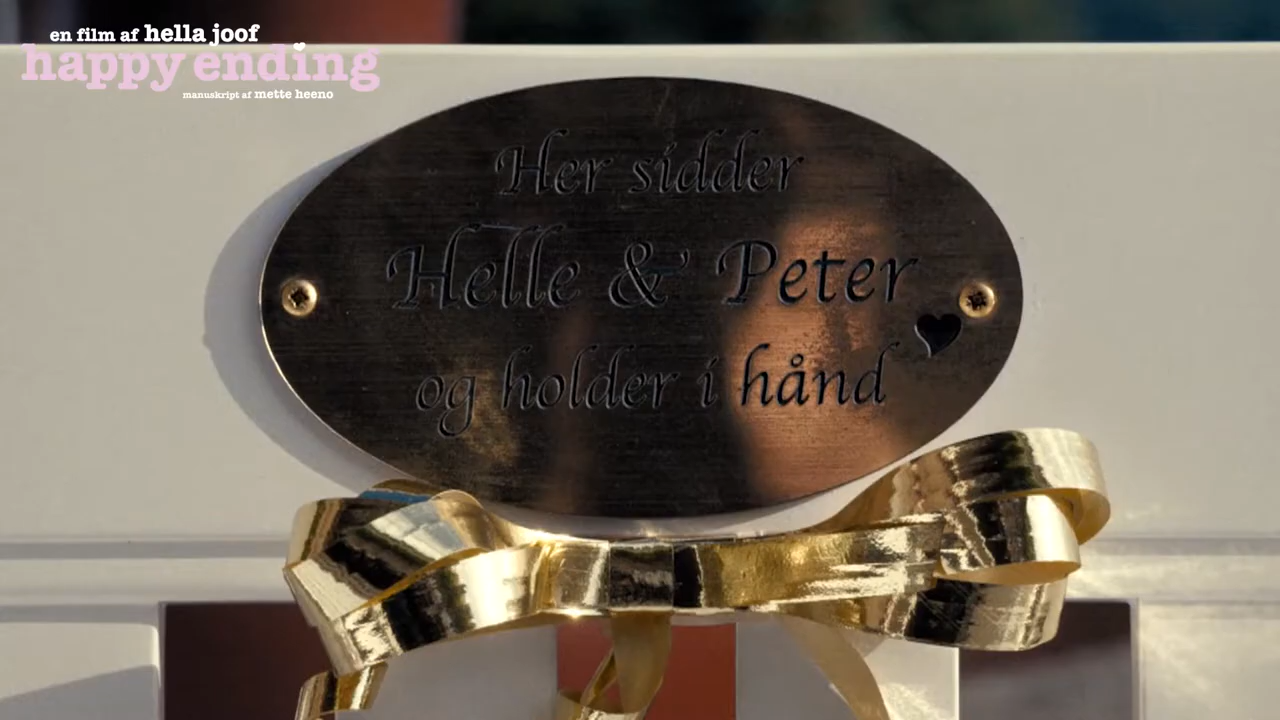 en film af hella joof
happy ending
manuskript af mette heeno
Her sidder
Helle & Peter
og holder i hånd